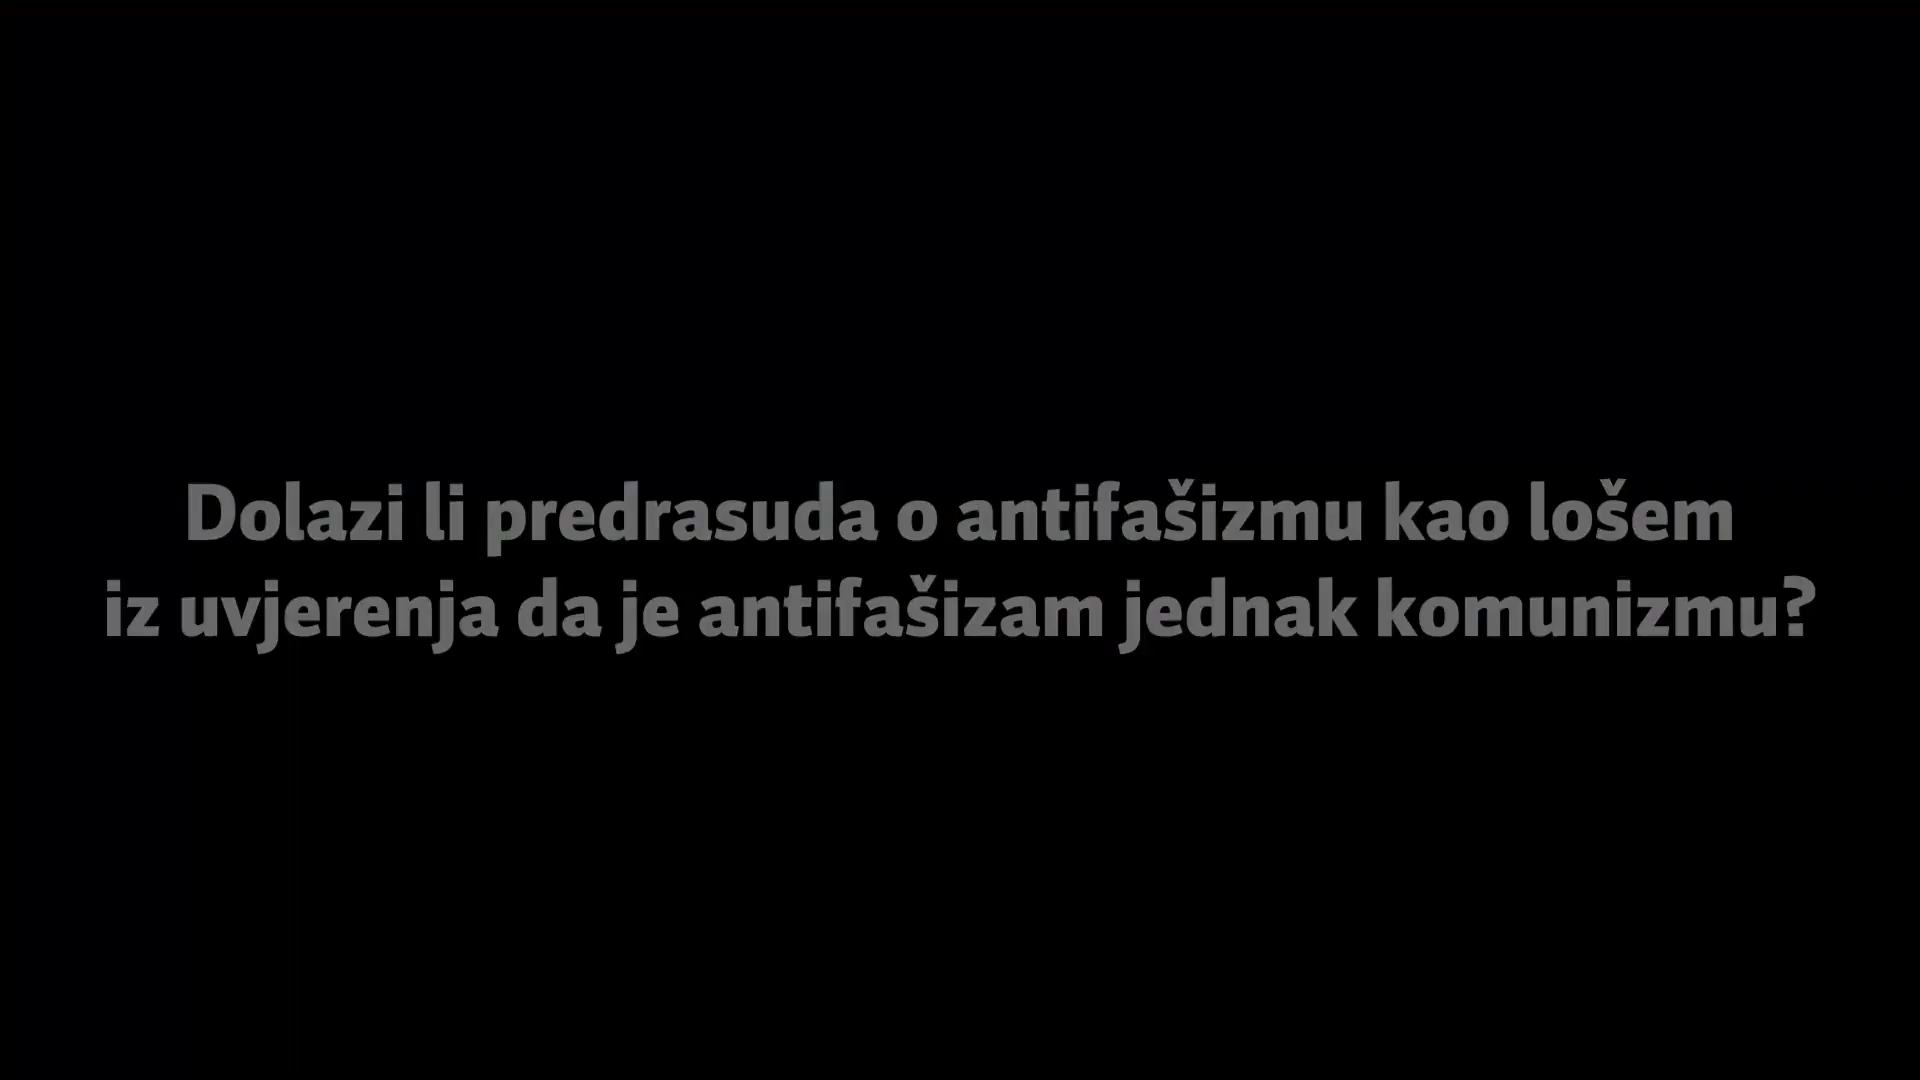 Dolazi li predrasuda o antifašizmu kao lošem
iz uvjerenja da je antifašizam jednak komunizmu?